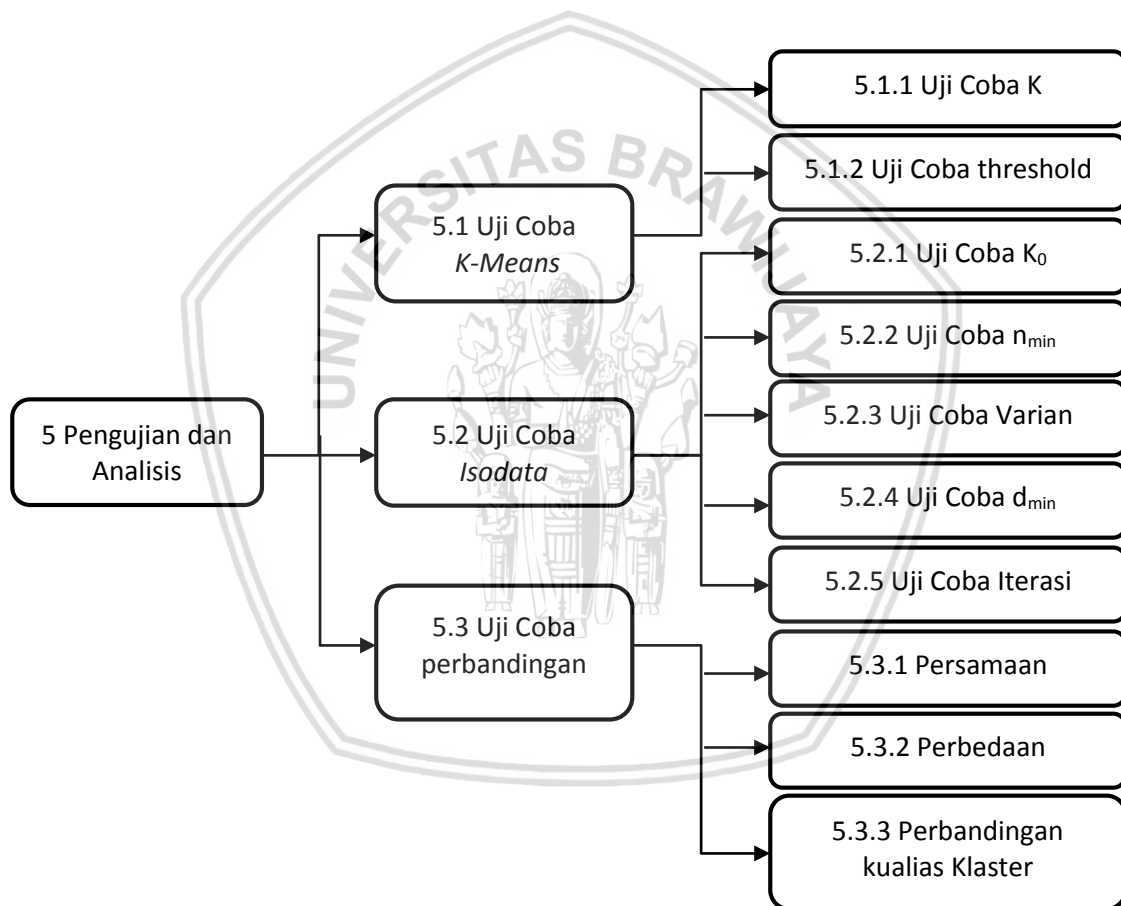 UNIVERSITAS BRAWIJAYA
5 Pengujian dan
Analisis
5.1 Uji Coba
K-Means
5.2 Uji Coba
Isodata
5.3 Uji Coba
perbandingan
5.1.1 Uji Coba K
5.1.2 Uji Coba threshold
5.2.1 Uji Coba K₀
5.2.2 Uji Coba nmin
5.2.3 Uji Coba Varian
5.2.4 Uji Coba dmin
5.2.5 Uji Coba Iterasi
5.3.1 Persamaan
5.3.2 Perbedaan
5.3.3 Perbandingan
kualias Klaster